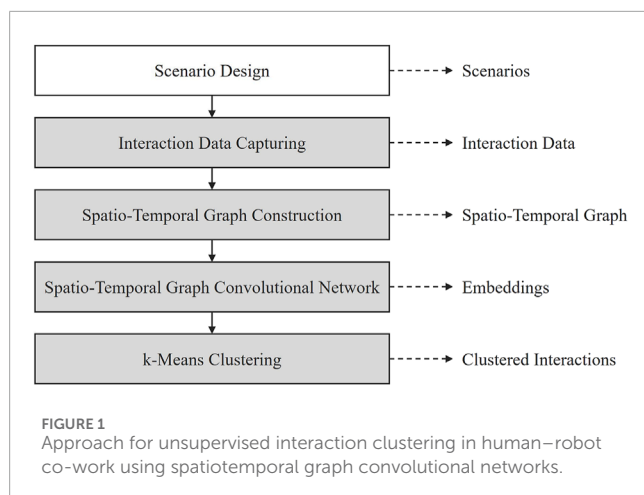 Scenario Design
Scenarios
Interaction Data Capturing
Interaction Data
Spatio-Temporal Graph Construction
Spatio-Temporal Graph
Spatio-Temporal Graph Convolutional Network
Embeddings
k-Means Clustering
Clustered Interactions
FIGURE 1
Approach for unsupervised interaction clustering in human–robot
co-work using spatiotemporal graph convolutional networks.